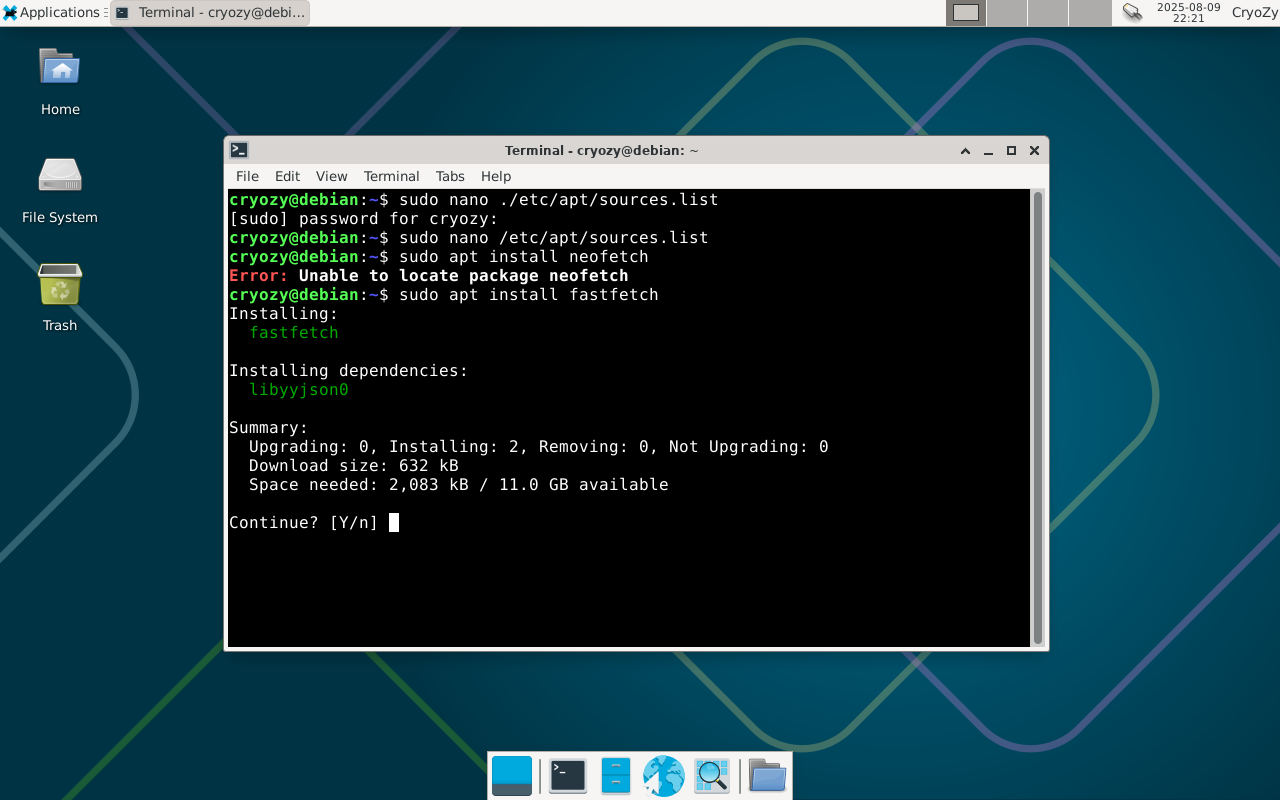 Applications
Terminal - cryozy@debi...
2025-08-09
22:21
CryoZy
Home
File System
Trash
Terminal - cryozy@debian: ~
File Edit View Terminal Tabs Help
cryozy@debian:~$ sudo nano ./etc/apt/sources.list
[sudo] password for cryozy:
cryozy@debian:~$ sudo nano /etc/apt/sources.list
cryozy@debian:~$ sudo apt install neofetch
Error: Unable to locate package neofetch
cryozy@debian:~$ sudo apt install fastfetch
Installing:
  fastfetch

Installing dependencies:
  libyyjson0

Summary:
  Upgrading: 0, Installing: 2, Removing: 0, Not Upgrading: 0
  Download size: 632 kB
  Space needed: 2,083 kB / 11.0 GB available

Continue? [Y/n]